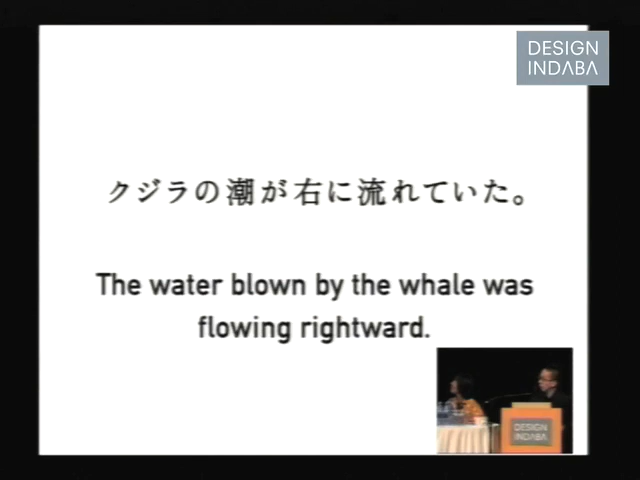 DESIGN
INDABA
クジラの潮が右に流れていた。
The water blown by the whale was
flowing rightward.
DESIGN
INDABA